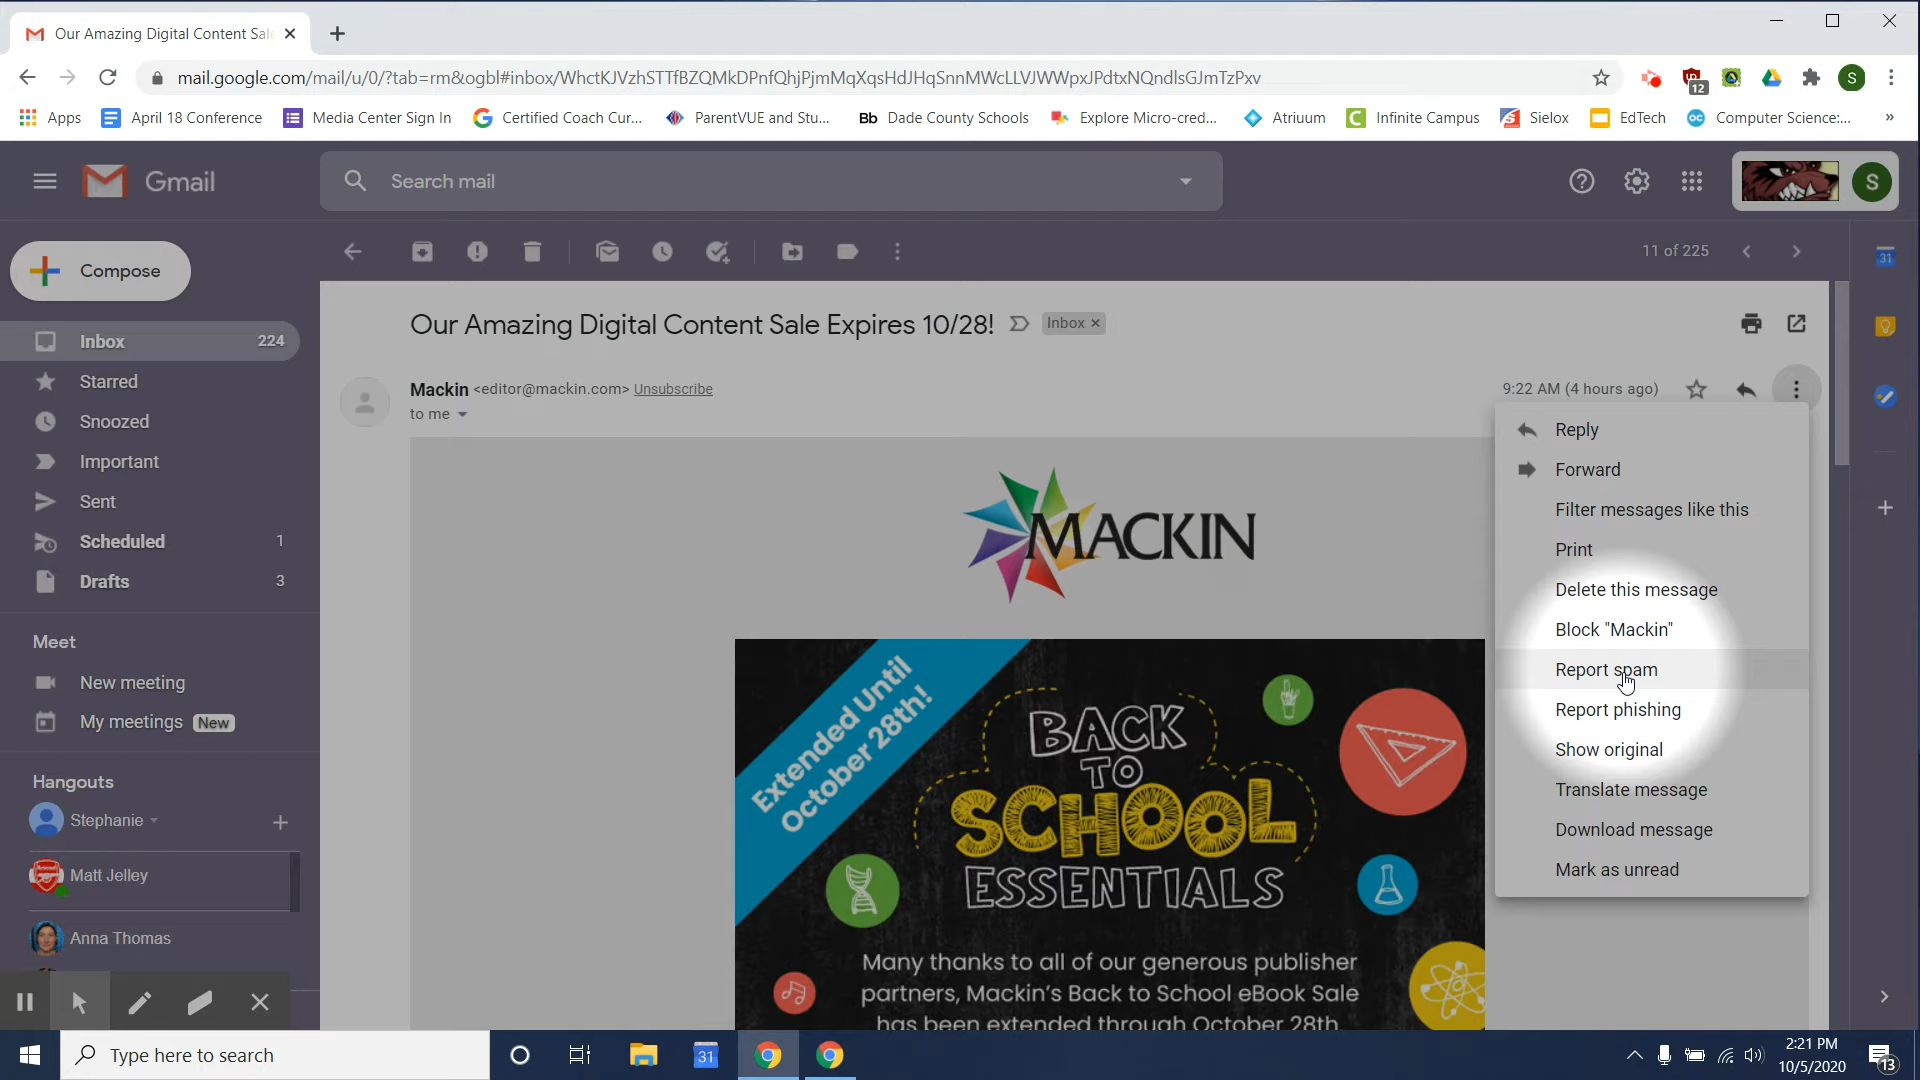 Our Amazing Digital Content Sal
mail.google.com/mail/u/0/?tab=rm&ogbl#inbox/WhctKJVzhSTTfBZQMkDPnfQhjPjmMqXqsHdJHqSnnMWcLLVJWWpxJPdtxNQndlsGJmTzPxv
S
12
Apps
April 18 Conference
Media Center Sign In
Certified Coach Cur...
ParentVUE and Stu...
Bb Dade County Schools
Explore Micro-cred...
Atriuum
Infinite Campus
Sielox
EdTech
Computer Science:...
»
Gmail
Search mail
S
Compose
11 of 225
31
Inbox 224
Starred
Snoozed
Important
Sent
Scheduled 1
Drafts 3
Meet
New meeting
My meetings New
Hangouts
Stephanie
Matt Jelley
Anna Thomas
Our Amazing Digital Content Sale Expires 10/28!
Inbox ×
Mackin <editor@mackin.com> Unsubscribe
to me
9:22 AM (4 hours ago)
Reply
Forward
Filter messages like this
Print
Delete this message
Block "Mackin"
Report spam
Report phishing
Show original
Translate message
Download message
Mark as unread
MACKIN
Extended Until
October 28th!
BACK
TO
SCHOOL
ESSENTIALS
Many thanks to all of our generous publisher
partners, Mackin's Back to School eBook Sale
has been extended through October 28th
Type here to search
31
2:21 PM
10/5/2020
13